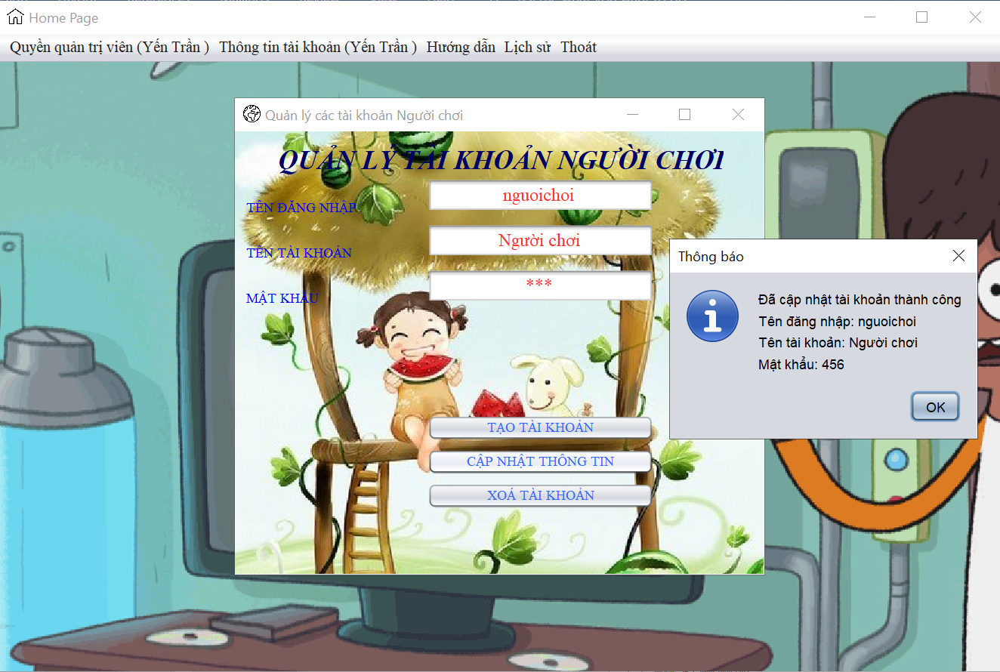 Home Page
Quyền quản trị viên (Yến Trần ) Thông tin tài khoản (Yến Trần ) Hướng dẫn Lịch sử Thoát
Quản lý các tài khoản Người chơi
QUẢN LÝ TÀI KHOẢN NGƯỜI CHƠI
TÊN ĐĂNG NHẬP nguoichoi
TÊN TÀI KHOẢN Người chơi
MẬT KHẨU ***
TẠO TÀI KHOẢN
CẬP NHẬT THÔNG TIN
XOÁ TÀI KHOẢN
Thông báo
Đã cập nhật tài khoản thành công
Tên đăng nhập: nguoichoi
Tên tài khoản: Người chơi
Mật khẩu: 456
OK